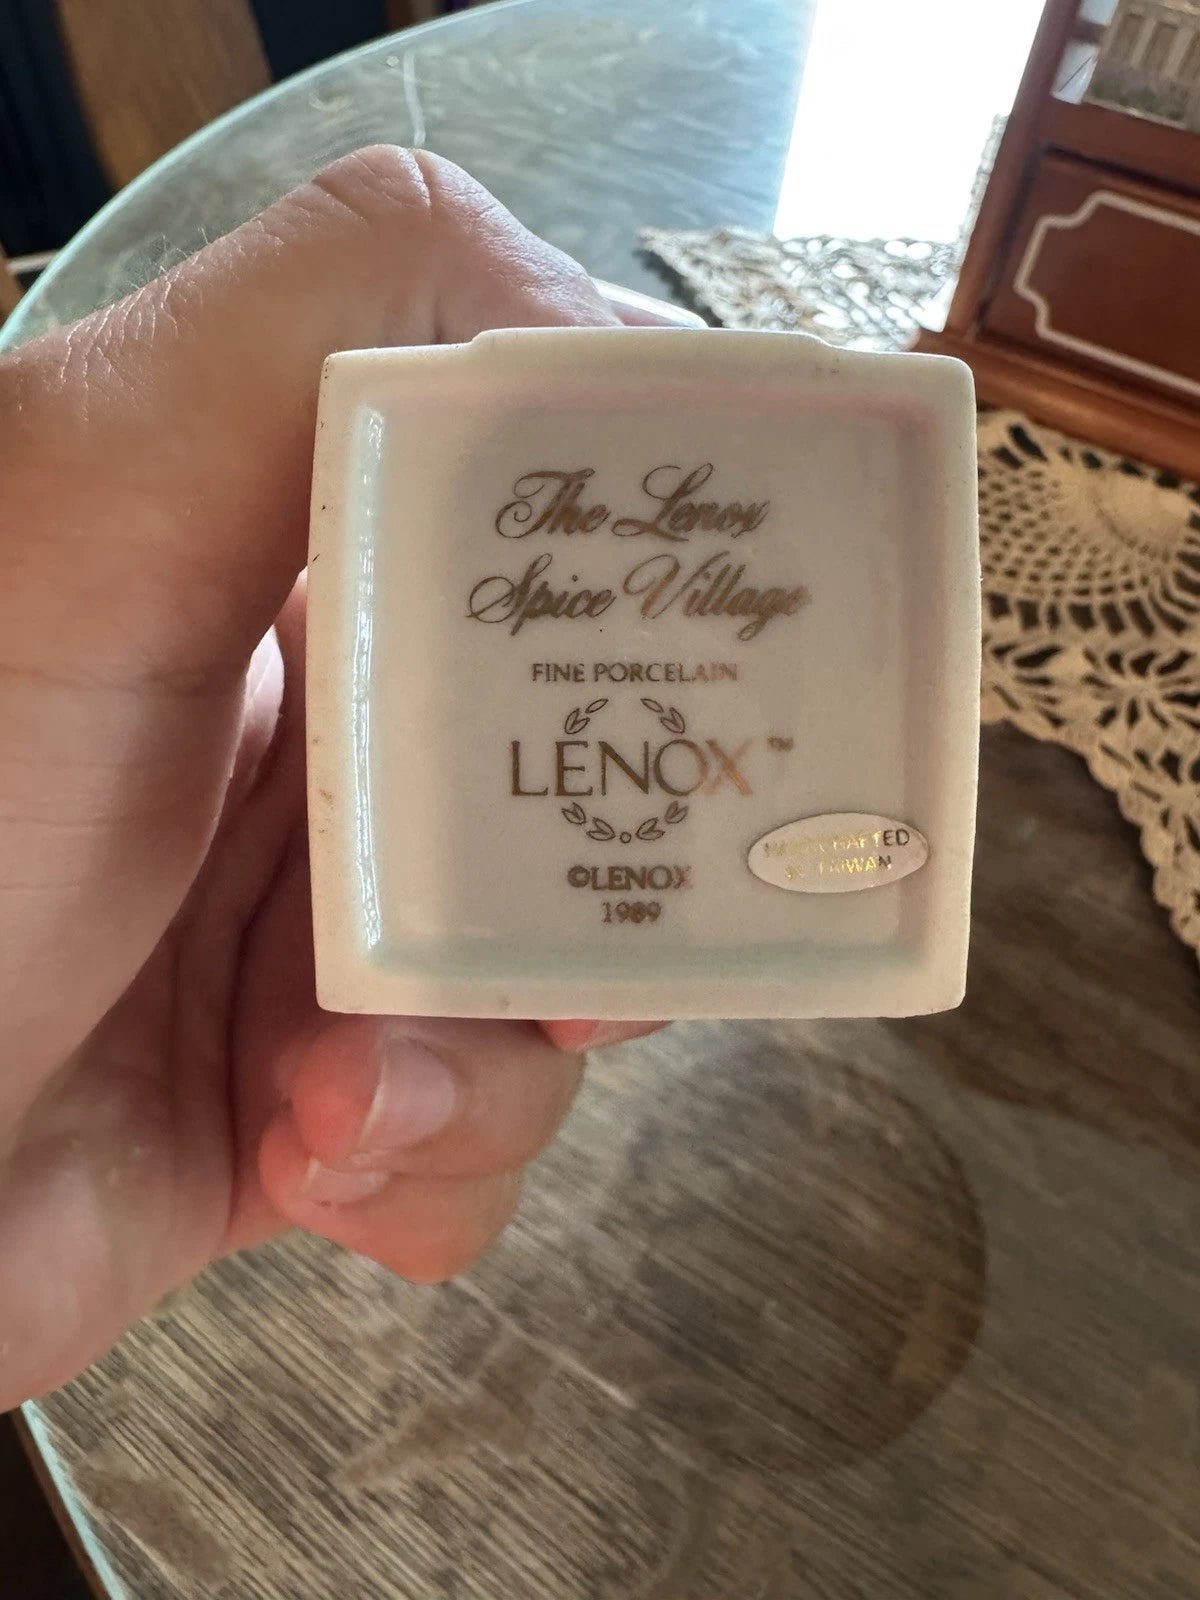 The Lenox
Spice Village
FINE PORCELAIN
LENOX™
©LENOX
1989
HANDCRAFTED
IN TAIWAN